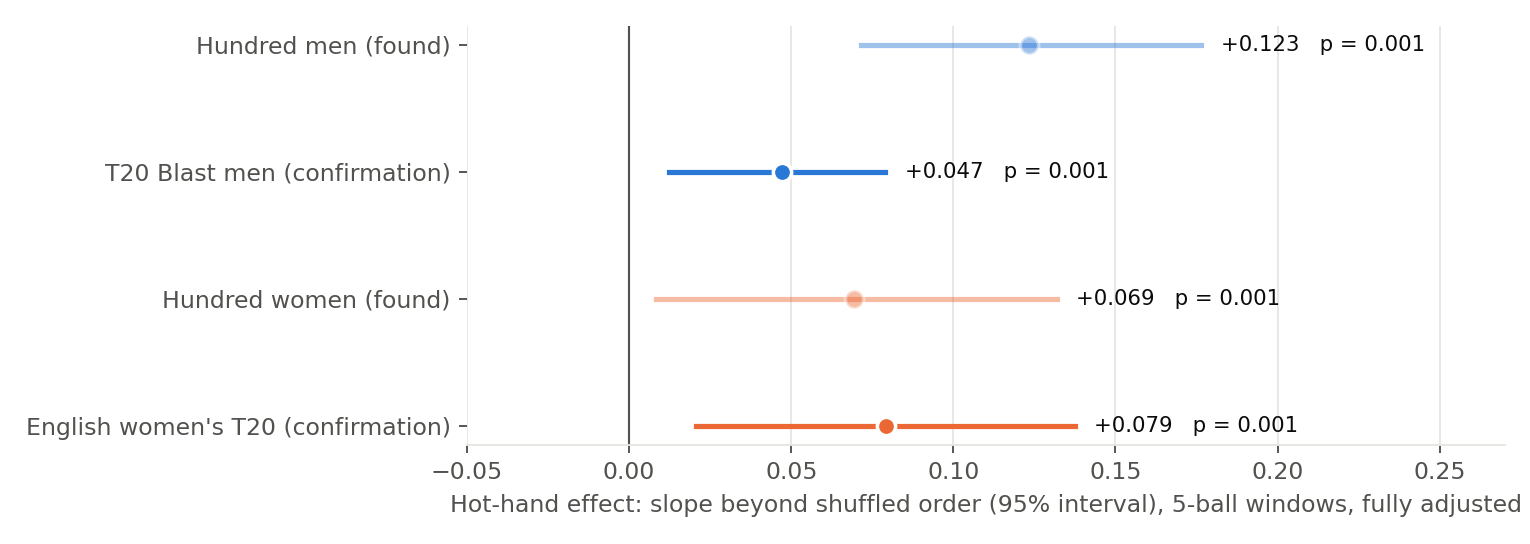 Hundred men (found)
+0.123 p = 0.001
T20 Blast men (confirmation)
+0.047 p = 0.001
Hundred women (found)
+0.069 p = 0.001
English women's T20 (confirmation)
+0.079 p = 0.001
−0.05 0.00 0.05 0.10 0.15 0.20 0.25
Hot-hand effect: slope beyond shuffled order (95% interval), 5-ball windows, fully adjusted